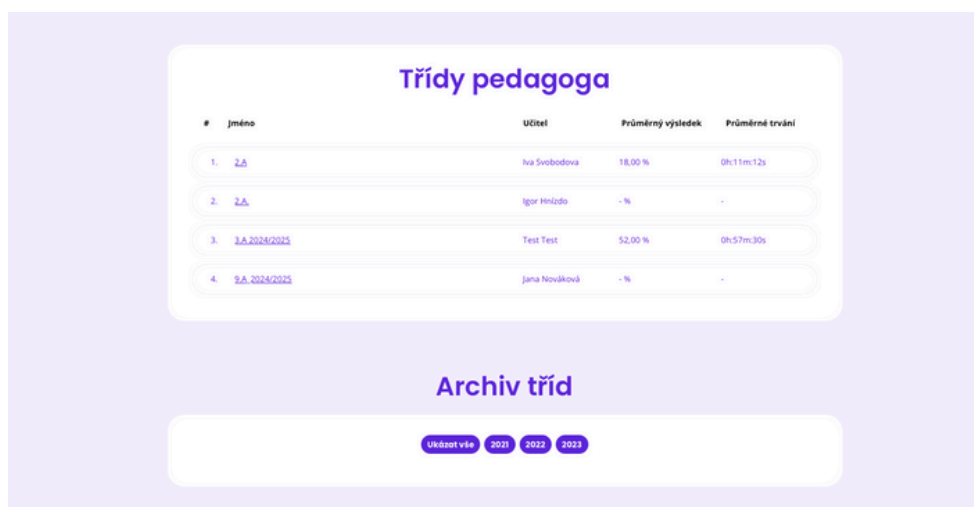 Třídy pedagoga
# Jméno Učitel Průměrný výsledek Průměrné trvání
1. 2.A Iva Svobodova 18,00 % 0h:11m:12s
2. 2.A. Igor Hnízdo - % -
3. 3.A 2024/2025 Test Test 52,00 % 0h:57m:30s
4. 9.A_2024/2025 Jana Nováková - % -
Archiv tříd
Ukázat vše 2021 2022 2023